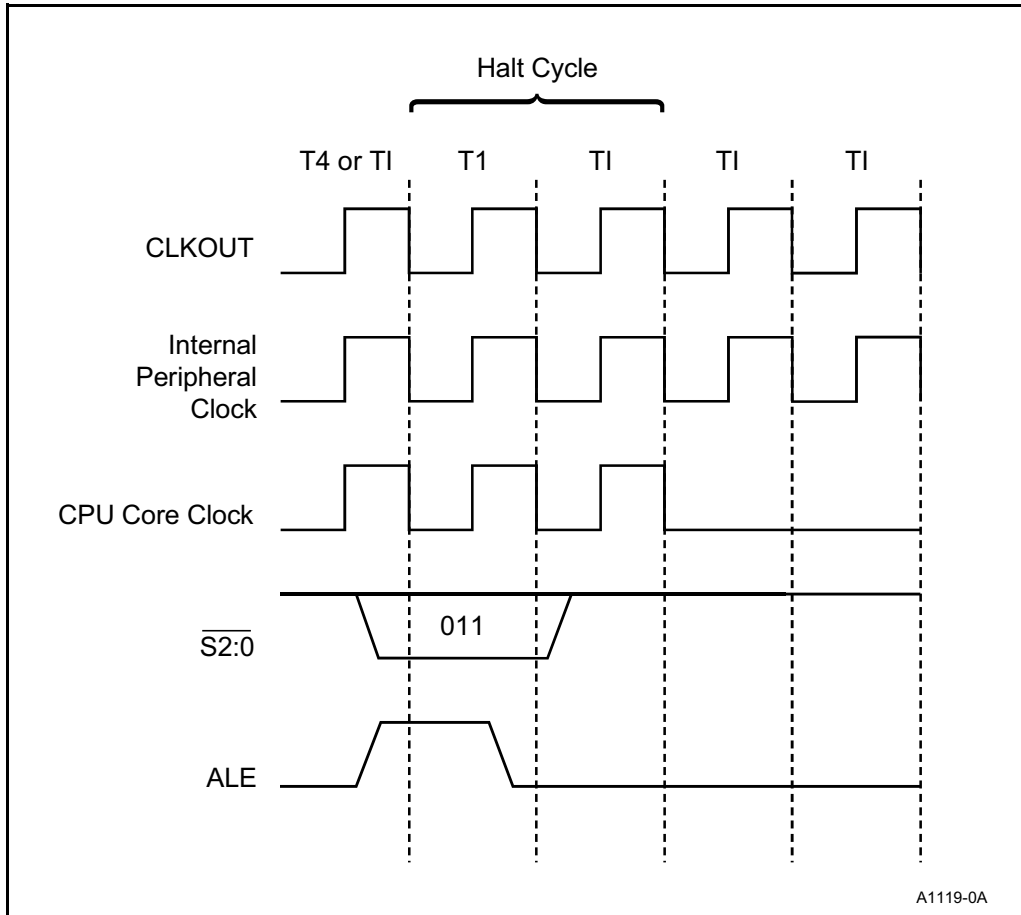 Halt Cycle
T4 or TI T1 TI TI TI
CLKOUT
Internal
Peripheral
Clock
CPU Core Clock
S2:0
011
ALE
A1119-0A